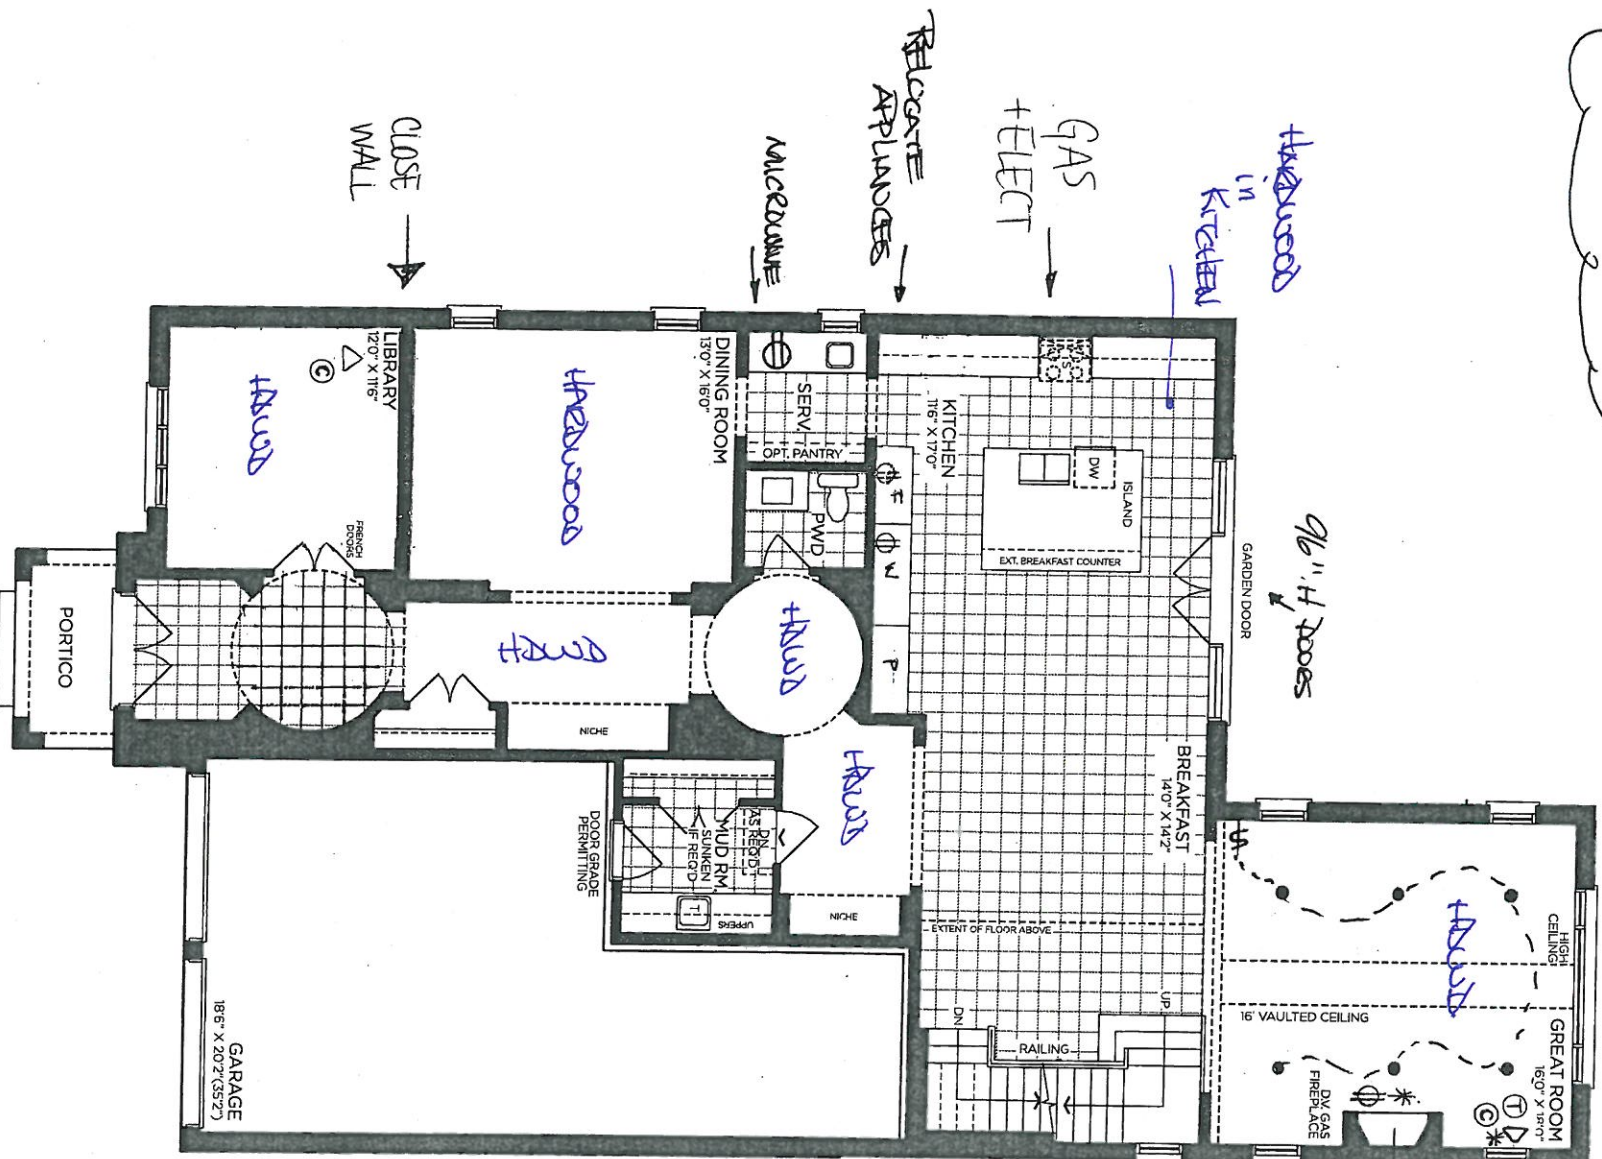 RELOCATE
APPLIANCES
GAS
+ELECT
HARDWOOD
in
KITCHEN
MICROWAVE
CLOSE
WALL
96" H DOORS
GARDEN DOOR
LIBRARY
12'0" X 11'6"
C
HDWD
FRENCH
DOORS
DINING ROOM
13'0" X 16'0"
HARDWOOD
SERV.
OPT. PANTRY
PWD
KITCHEN
11'6" X 17'0"
S
DW
ISLAND
EXT. BREAKFAST COUNTER
F
W
P
PORTICO
HDWD
HDWD
NICHE
HDWD
BREAKFAST
14'0" X 14'2"
MUD RM
SUNKEN
IF REQ'D
DN
AS REQ'D
DOOR GRADE
PERMITTING
T
UPPERS
NICHE
EXTENT OF FLOOR ABOVE
UP
DN
RAILING
GARAGE
18'6" X 20'2"(35'2")
HDWD
HIGH
CEILING
16' VAULTED CEILING
GREAT ROOM
16'0" X 18'0"
D.V. GAS
FIREPLACE
T
C